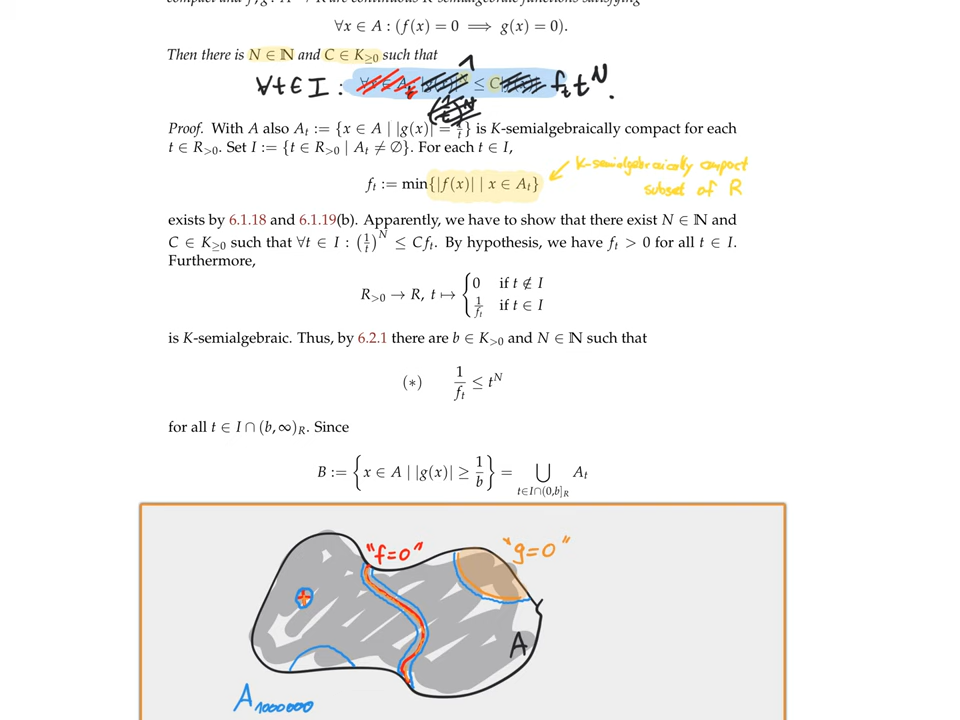 ∀x ∈ A : (f(x) = 0 ⟹ g(x) = 0).
Then there is N ∈ ℕ and C ∈ K≥0 such that
∀t ∈ I : 1 ≤ C f_t t^N.
Proof. With A also A_t := {x ∈ A | |g(x)| = 1/t} is K-semialgebraically compact for each
t ∈ R>0. Set I := {t ∈ R>0 | A_t ≠ ∅}. For each t ∈ I,
f_t := min{|f(x)| | x ∈ A_t}
K-semialgebraically compact
subset of R
exists by 6.1.18 and 6.1.19(b). Apparently, we have to show that there exist N ∈ ℕ and
C ∈ K≥0 such that ∀t ∈ I : (1/t)^N ≤ C f_t. By hypothesis, we have f_t > 0 for all t ∈ I.
Furthermore,
R>0 → R, t ↦ { 0 if t ∉ I
1/f_t if t ∈ I
is K-semialgebraic. Thus, by 6.2.1 there are b ∈ K>0 and N ∈ ℕ such that
(∗) 1/f_t ≤ t^N
for all t ∈ I ∩ (b, ∞)_R. Since
B := {x ∈ A | |g(x)| ≥ 1/b} = ⋃_{t∈I∩(0,b]_R} A_t
"f=0" "g=0"
A
A_1000000